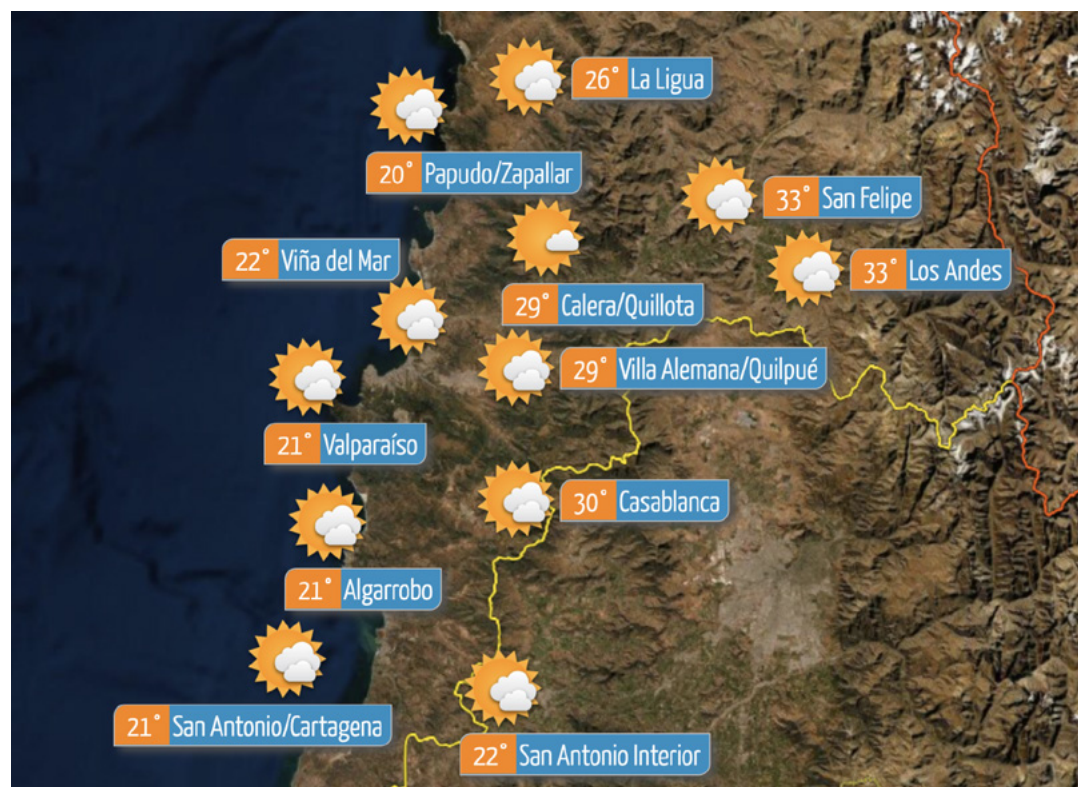 26° La Ligua
20° Papudo/Zapallar
33° San Felipe
22° Viña del Mar
33° Los Andes
29° Calera/Quillota
29° Villa Alemana/Quilpué
21° Valparaíso
30° Casablanca
21° Algarrobo
21° San Antonio/Cartagena
22° San Antonio Interior